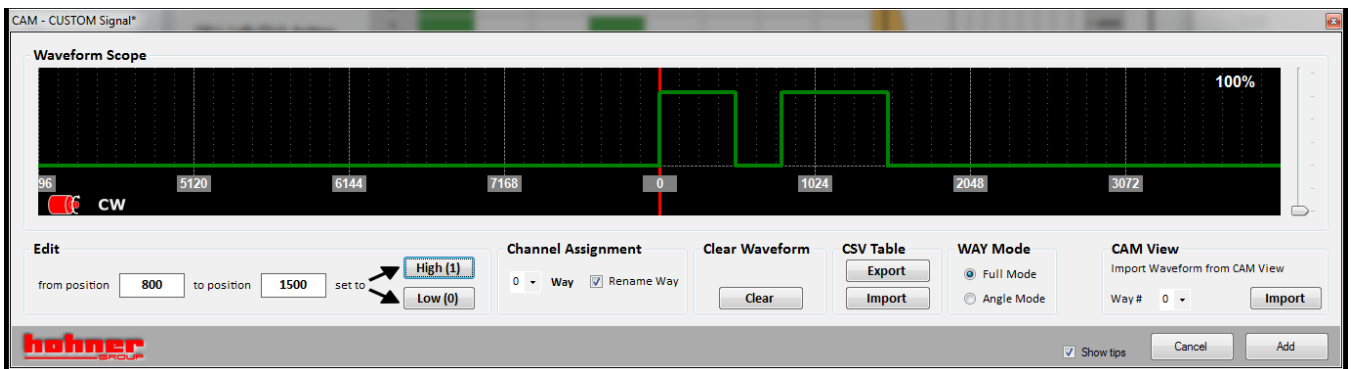 CAM - CUSTOM Signal*
Waveform Scope
100%
96 5120 6144 7168 0 1024 2048 3072
CW
Edit
from position 800 to position 1500 set to High (1) Low (0)
Channel Assignment
0 Way Rename Way
Clear Waveform
Clear
CSV Table
Export
Import
WAY Mode
Full Mode
Angle Mode
CAM View
Import Waveform from CAM View
Way # 0 Import
hohner
GROUP
Show tips Cancel Add